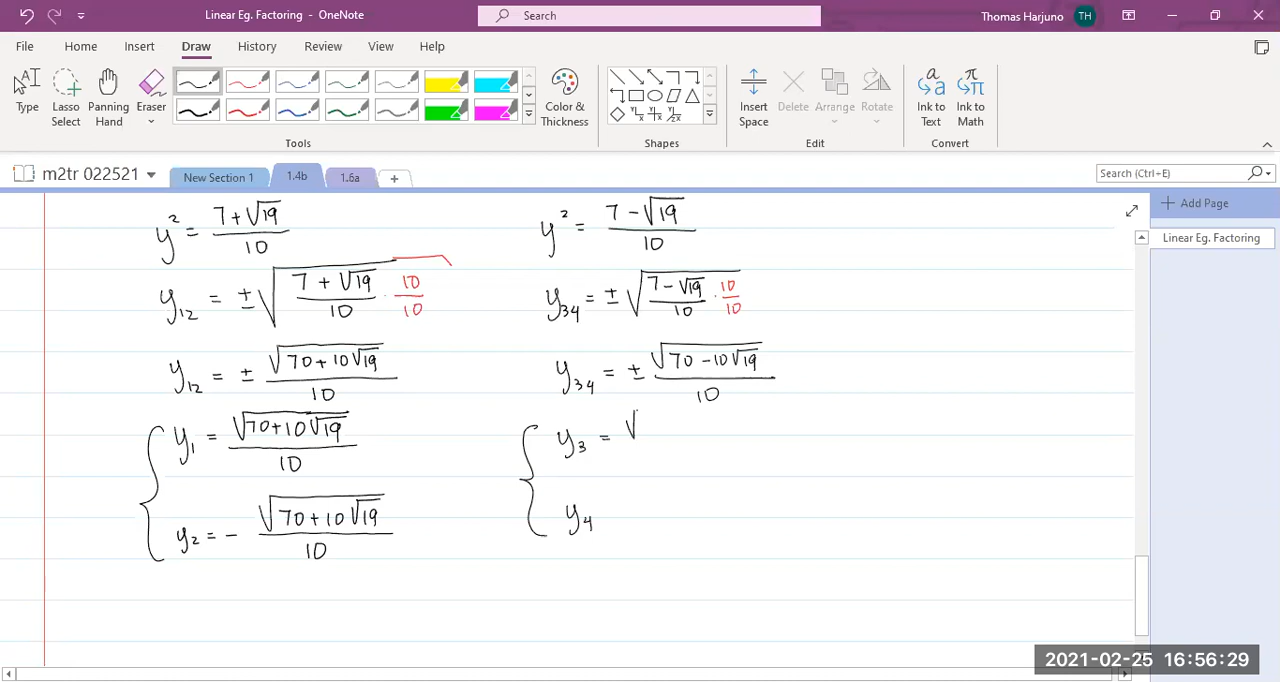 Linear Eg. Factoring - OneNote
Search
Thomas Harjuno TH
File Home Insert Draw History Review View Help
Type Lasso Select Panning Hand Eraser
Color & Thickness
Insert Space Delete Arrange Rotate
Ink to Text Ink to Math
Tools Shapes Edit Convert
m2tr 022521 New Section 1 1.4b 1.6a +
Search (Ctrl+E)
+ Add Page
Linear Eg. Factoring
y² = (7 + √19)/10
y² = (7 - √19)/10
y₁₂ = ± √((7 + √19)/10 · 10/10)
y₃₄ = ± √((7 - √19)/10 · 10/10)
y₁₂ = ± √(70 + 10√19)/10
y₃₄ = ± √(70 - 10√19)/10
y₁ = √(70 + 10√19)/10
y₃ = √
y₂ = - √(70 + 10√19)/10
y₄
2021-02-25 16:56:29